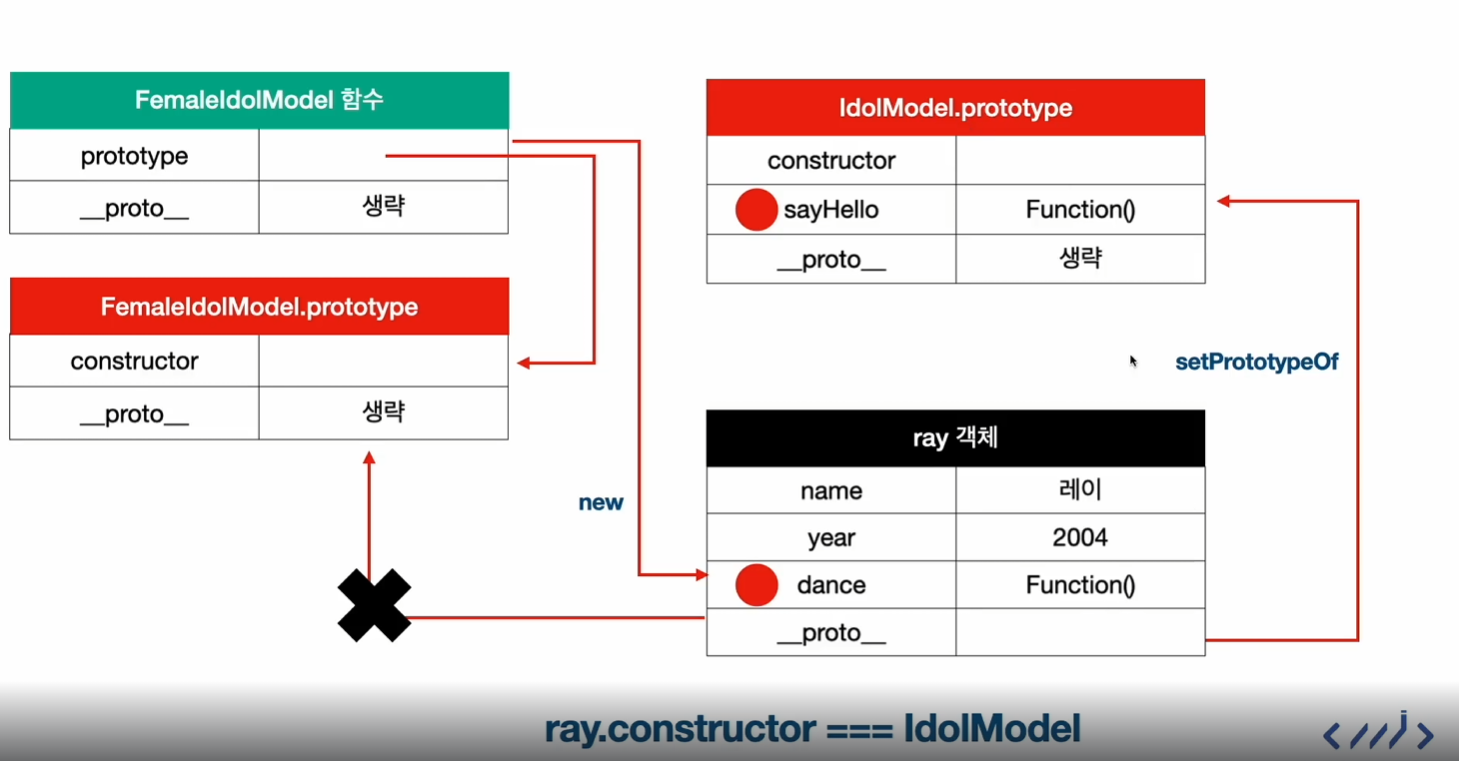 FemaleIdolModel 함수
prototype
__proto__ 생략
FemaleIdolModel.prototype
constructor
__proto__ 생략
new
IdolModel.prototype
constructor
sayHello Function()
__proto__ 생략
setPrototypeOf
ray 객체
name 레이
year 2004
dance Function()
__proto__
ray.constructor === IdolModel